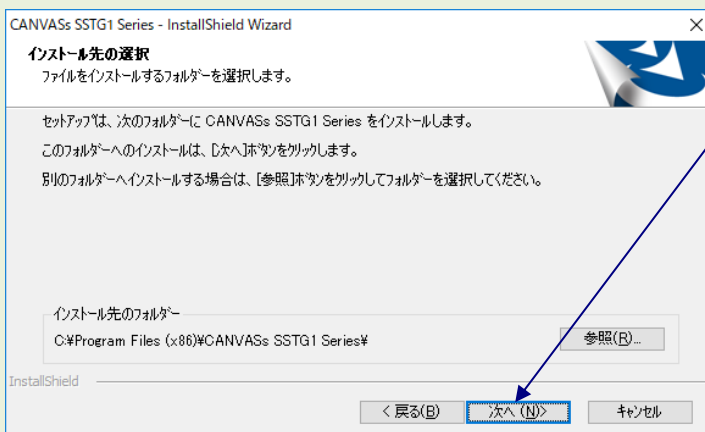 CANVASs SSTG1 Series - InstallShield Wizard
インストール先の選択
ファイルをインストールするフォルダーを選択します。
セットアップは、次のフォルダーに CANVASs SSTG1 Series をインストールします。
このフォルダーへのインストールは、[次へ]ボタンをクリックします。
別のフォルダーへインストールする場合は、[参照]ボタンをクリックしてフォルダーを選択してください。
インストール先のフォルダー
C:¥Program Files (x86)¥CANVASs SSTG1 Series¥
参照(R)...
InstallShield
< 戻る(B)
次へ (N)>
キャンセル